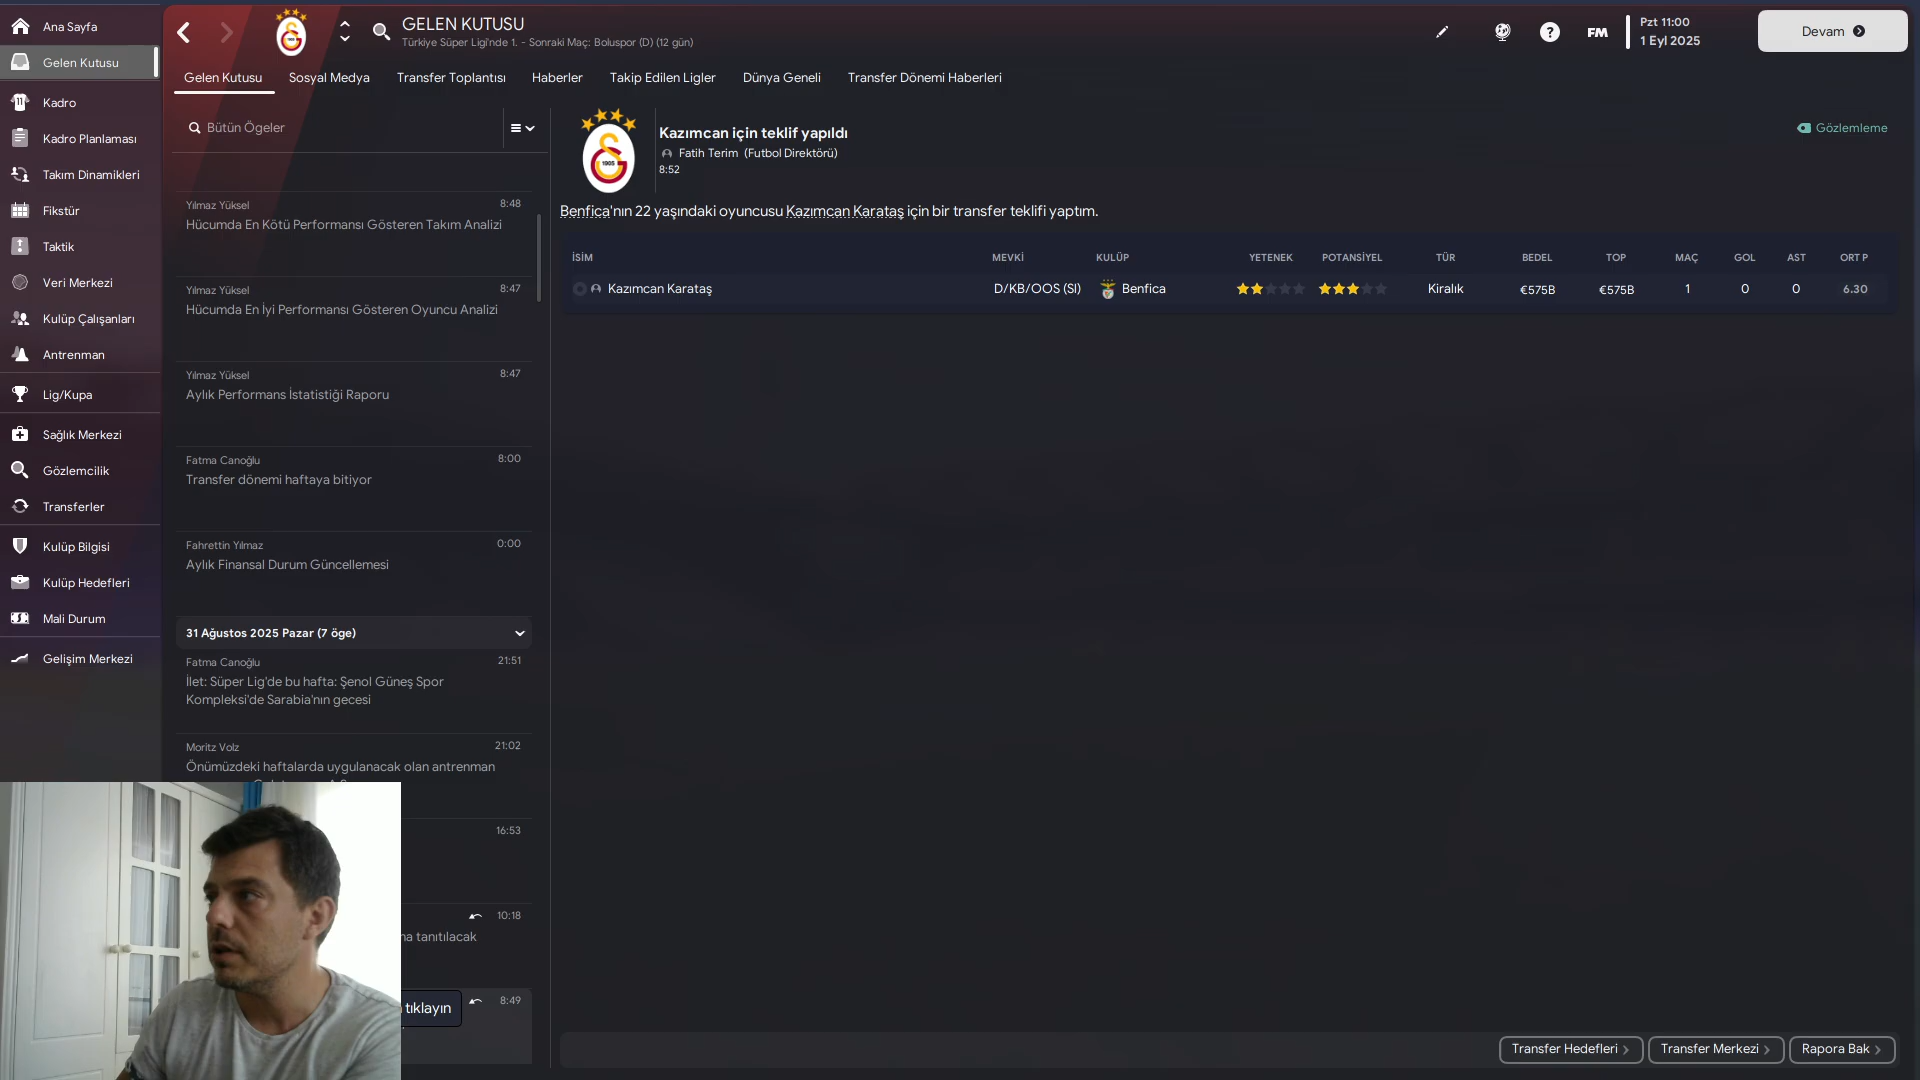 Ana Sayfa
Gelen Kutusu
Kadro
Kadro Planlaması
Takım Dinamikleri
Fikstür
Taktik
Veri Merkezi
Kulüp Çalışanları
Antrenman
Lig/Kupa
Sağlık Merkezi
Gözlemcilik
Transferler
Kulüp Bilgisi
Kulüp Hedefleri
Mali Durum
Gelişim Merkezi
GELEN KUTUSU
Türkiye Süper Ligi'nde 1. - Sonraki Maç: Boluspor (D) (12 gün)
FM
Pzt 11:00
1 Eyl 2025
Devam
Gelen Kutusu Sosyal Medya Transfer Toplantısı Haberler Takip Edilen Ligler Dünya Geneli Transfer Dönemi Haberleri
Bütün Ögeler
Yılmaz Yüksel 8:48
Hücumda En Kötü Performansı Gösteren Takım Analizi
Yılmaz Yüksel 8:47
Hücumda En İyi Performansı Gösteren Oyuncu Analizi
Yılmaz Yüksel 8:47
Aylık Performans İstatistiği Raporu
Fatma Canoğlu 8:00
Transfer dönemi haftaya bitiyor
Fahrettin Yılmaz 0:00
Aylık Finansal Durum Güncellemesi
31 Ağustos 2025 Pazar (7 öge)
Fatma Canoğlu 21:51
İlet: Süper Lig'de bu hafta: Şenol Güneş Spor
Kompleksi'de Sarabia'nın gecesi
Moritz Volz 21:02
Önümüzdeki haftalarda uygulanacak olan antrenman
16:53
10:18
na tanıtılacak
8:49
tıklayın
1905
Kazımcan için teklif yapıldı
Fatih Terim (Futbol Direktörü)
8:52
Gözlemleme
Benfica'nın 22 yaşındaki oyuncusu Kazımcan Karataş için bir transfer teklifi yaptım.
İSİM MEVKİ KULÜP YETENEK POTANSİYEL TÜR BEDEL TOP MAÇ GOL AST ORT P
Kazımcan Karataş D/KB/OOS (Sl) Benfica Kiralık €575B €575B 1 0 0 6.30
Transfer Hedefleri Transfer Merkezi Rapora Bak